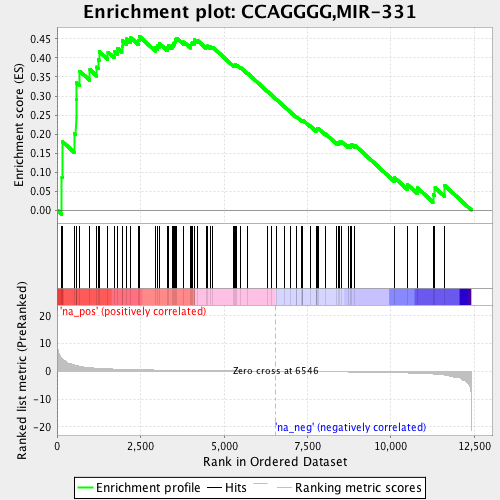 Enrichment plot: CCAGGGG,MIR-331
Enrichment score (ES)
0.45
0.40
0.35
0.30
0.25
0.20
0.15
0.10
0.05
0.00
'na_pos' (positively correlated)
Ranked list metric (PreRanked)
20
10
0
-10
-20
Zero cross at 6546
'na_neg' (negatively correlated)
0
2,500
5,000
7,500
10,000
12,500
Rank in Ordered Dataset
Enrichment profile
Hits
Ranking metric scores